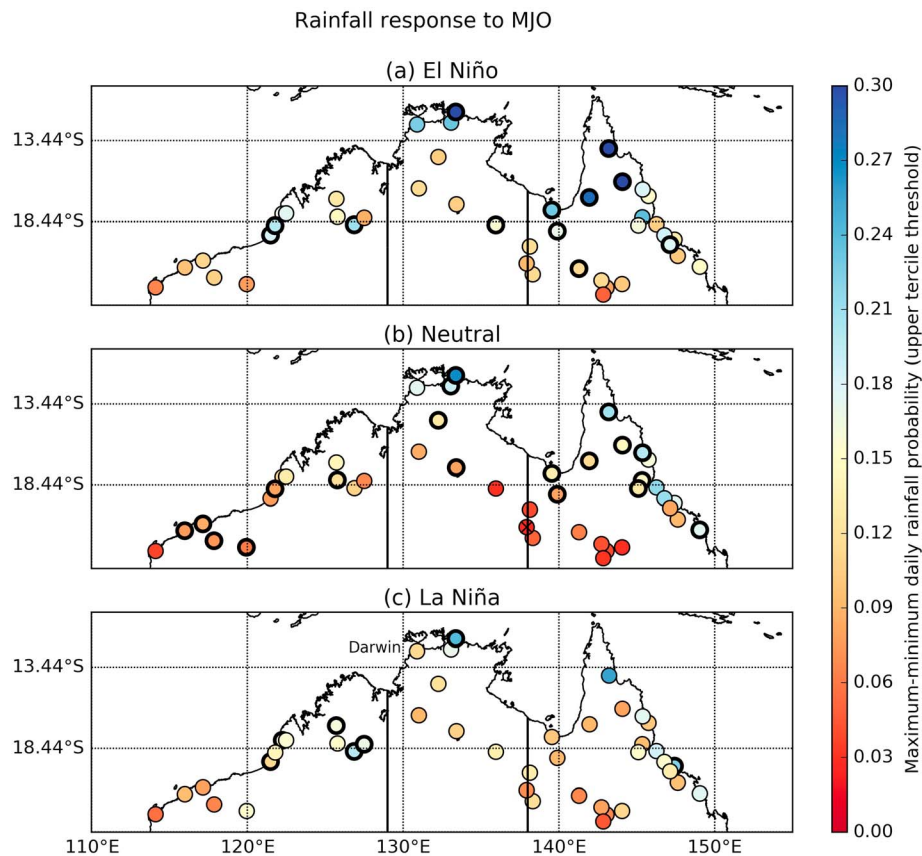 Rainfall response to MJO
(a) El Niño
13.44°S
18.44°S
(b) Neutral
13.44°S
18.44°S
(c) La Niña
Darwin
13.44°S
18.44°S
110°E 120°E 130°E 140°E 150°E
0.30
0.27
0.24
0.21
0.18
0.15
0.12
0.09
0.06
0.03
0.00
Maximum-minimum daily rainfall probability (upper tercile threshold)